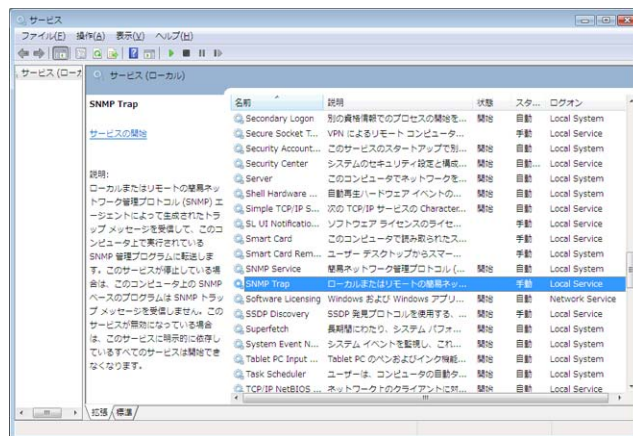 サービス
ファイル(F) 操作(A) 表示(V) ヘルプ(H)
サービス (ローカ
サービス (ローカル)
SNMP Trap
サービスの開始
説明:
ローカルまたはリモートの簡易ネッ
トワーク管理プロトコル (SNMP) エ
ージェントによって生成されたトラ
ップ メッセージを受信して、このコ
ンピュータ上で実行されている
SNMP 管理プログラムに転送しま
す。このサービスが停止している場
合は、このコンピュータ上の SNMP
ベースのプログラムは SNMP トラッ
プ メッセージを受信しません。この
サービスが無効になっている場合
は、このサービスに明示的に依存し
ているすべてのサービスは開始でき
なくなります。
名前 説明 状態 スタ... ログオン
Secondary Logon 別の資格情報でのプロセスの開始を... 開始 自動 Local System
Secure Socket T... VPN によるリモート コンピュータ... 手動 Local Service
Security Account... このサービスのスタートアップで別... 開始 自動 Local System
Security Center システムのセキュリティ設定と構成... 開始 自動... Local Service
Server このコンピュータでネットワークを... 開始 自動 Local System
Shell Hardware ... 自動再生ハードウェア イベントの... 開始 自動 Local System
Simple TCP/IP S... 次の TCP/IP サービスの Character... 開始 自動 Local Service
SL UI Notificatio... ソフトウェア ライセンスのライセ... 手動 Local Service
Smart Card このコンピュータで読み取られたス... 手動 Local Service
Smart Card Rem... ユーザー デスクトップからスマー... 手動 Local System
SNMP Service 簡易ネットワーク管理プロトコル (... 開始 自動 Local System
SNMP Trap ローカルまたはリモートの簡易ネッ... 手動 Local Service
Software Licensing Windows および Windows アプリ... 開始 自動 Network Service
SSDP Discovery SSDP 発見プロトコルを使用する、... 開始 手動 Local Service
Superfetch 長期間にわたり、システム パフォ... 開始 自動 Local System
System Event N... システム イベントを監視し、これ... 開始 自動 Local System
Tablet PC Input ... Tablet PC のペンおよびインク機能... 開始 自動 Local System
Task Scheduler ユーザーは、コンピュータの自動タ... 開始 自動 Local System
TCP/IP NetBIOS ... ネットワーク上のクライアントに対... 開始 自動 Local Service
拡張 標準